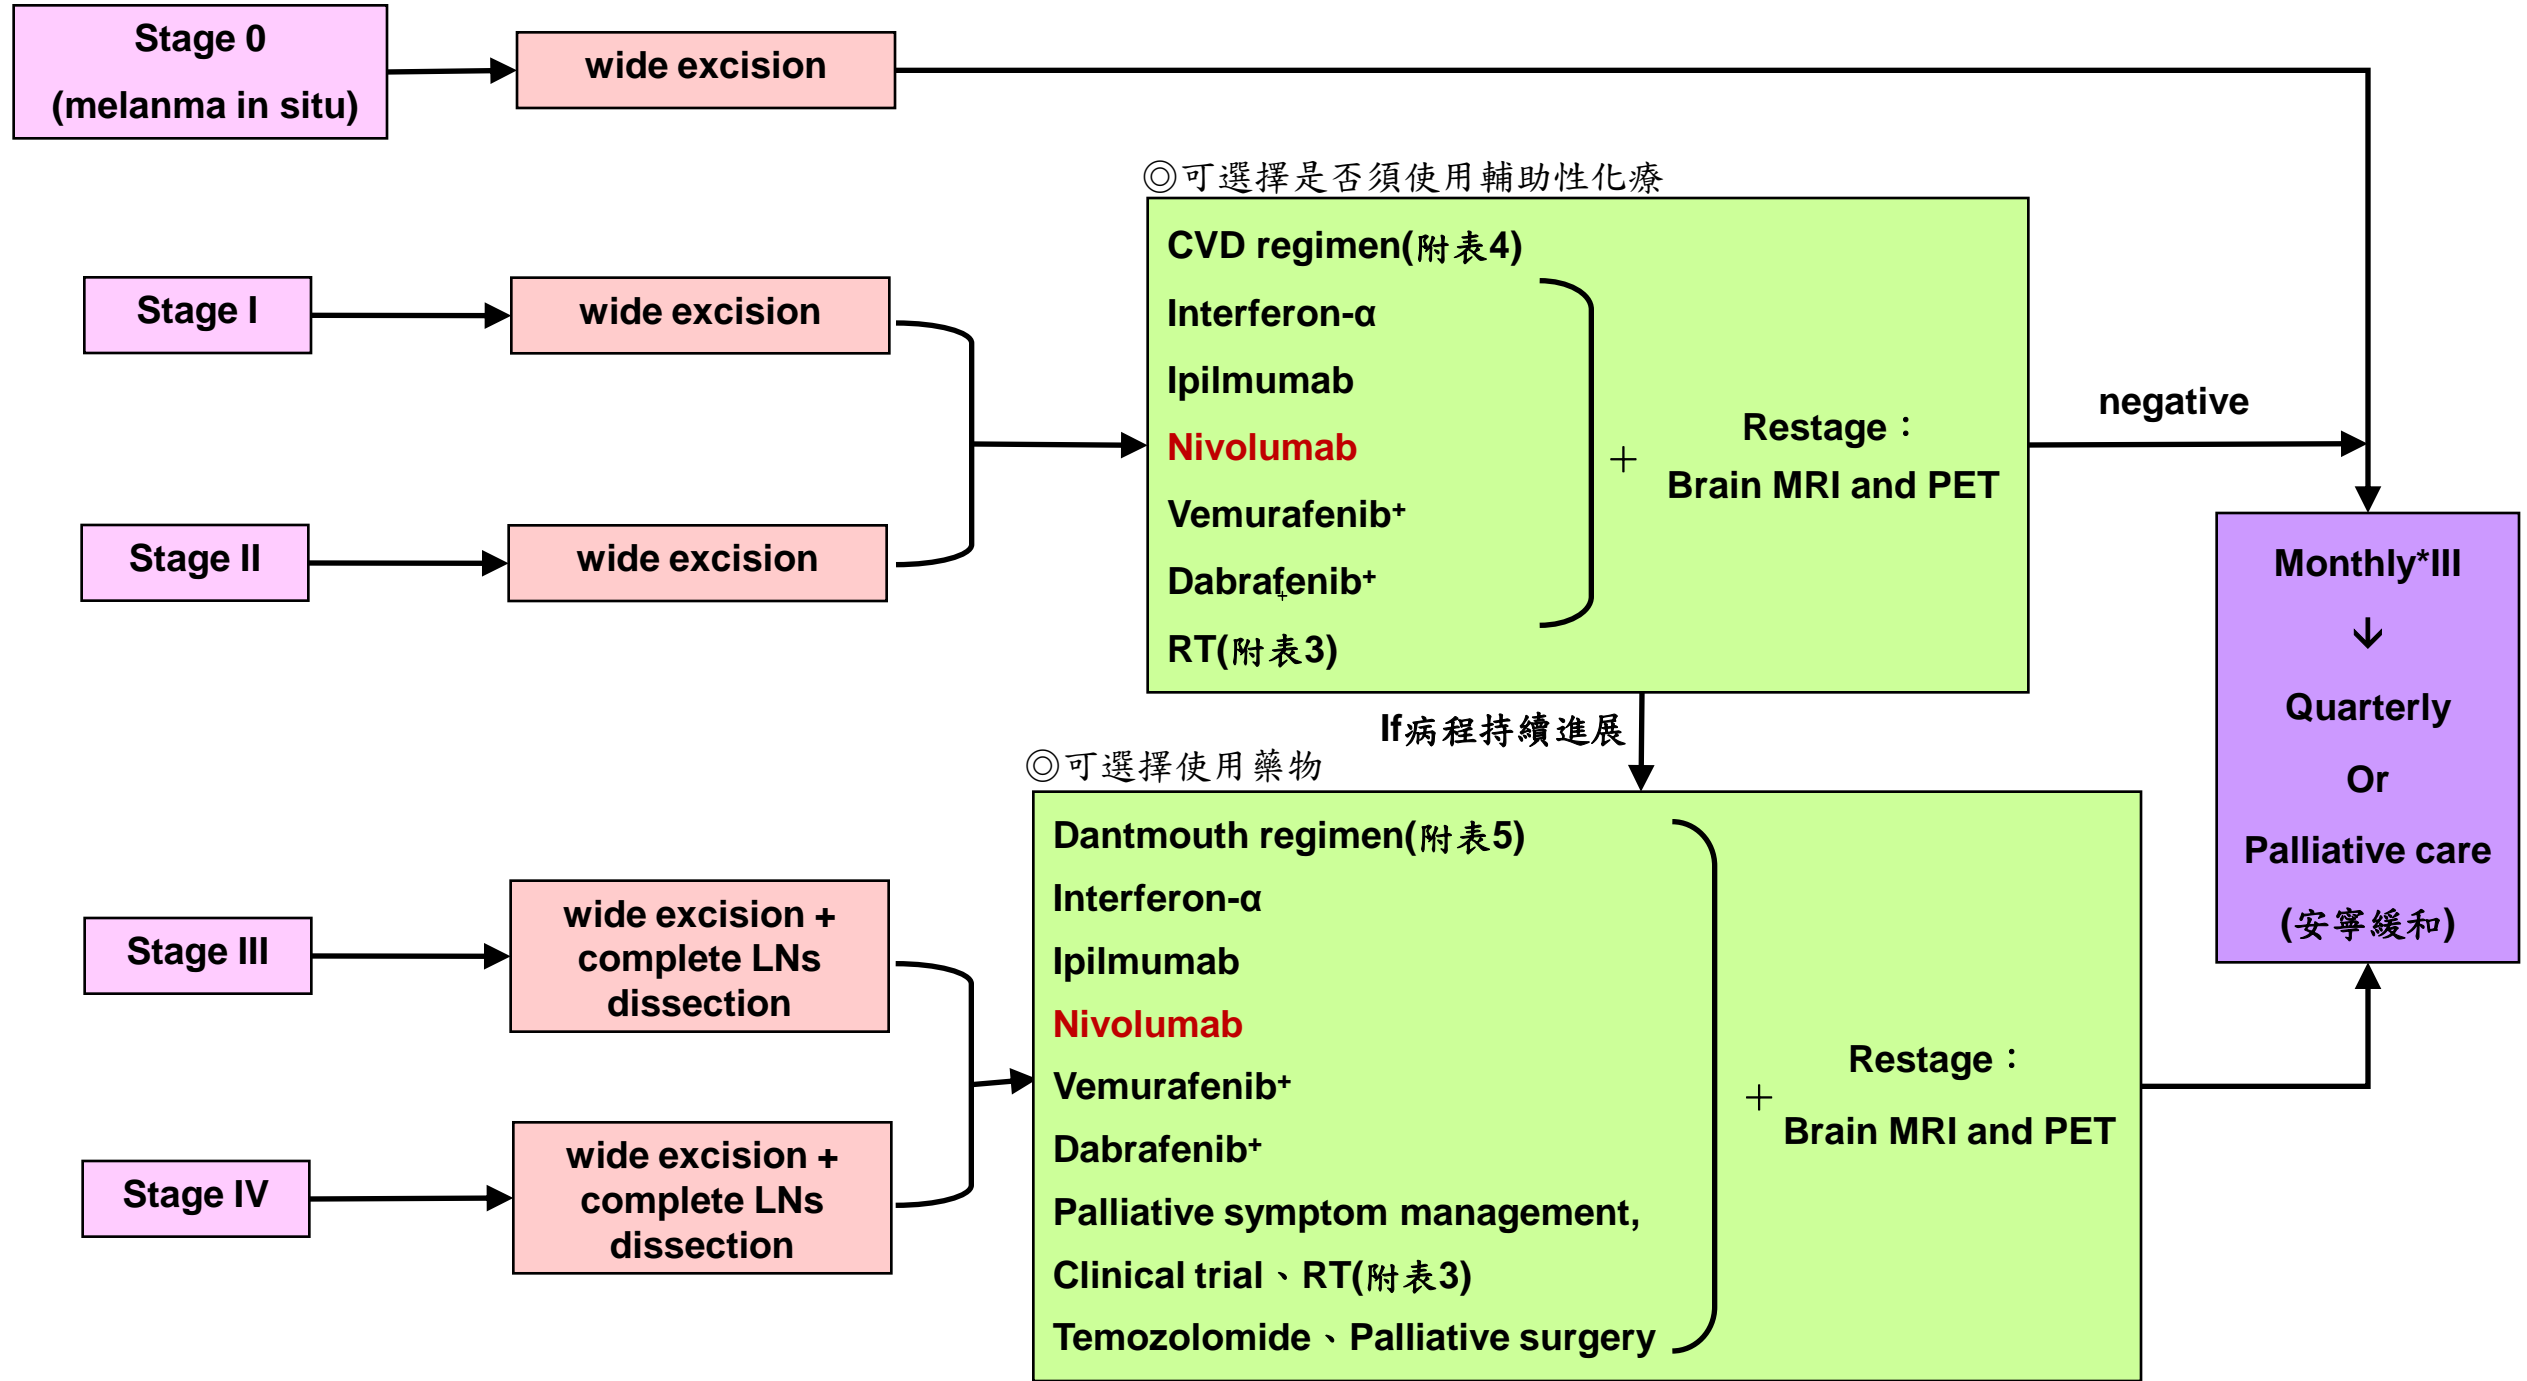 Stage 0
(melanma in situ)
wide excision
◎可選擇是否須使用輔助性化療
Stage I
wide excision
Stage II
wide excision
CVD regimen(附表4)
Interferon-α
Ipilmumab
Nivolumab
Vemurafenib⁺
Dabrafenib⁺
+
RT(附表3)
＋
Restage：
Brain MRI and PET
negative
If病程持續進展
◎可選擇使用藥物
Stage III
wide excision +
complete LNs
dissection
Stage IV
wide excision +
complete LNs
dissection
Dantmouth regimen(附表5)
Interferon-α
Ipilmumab
Nivolumab
Vemurafenib⁺
Dabrafenib⁺
Palliative symptom management,
Clinical trial、RT(附表3)
Temozolomide、Palliative surgery
＋
Restage：
Brain MRI and PET
Monthly*III
↓
Quarterly
Or
Palliative care
(安寧緩和)